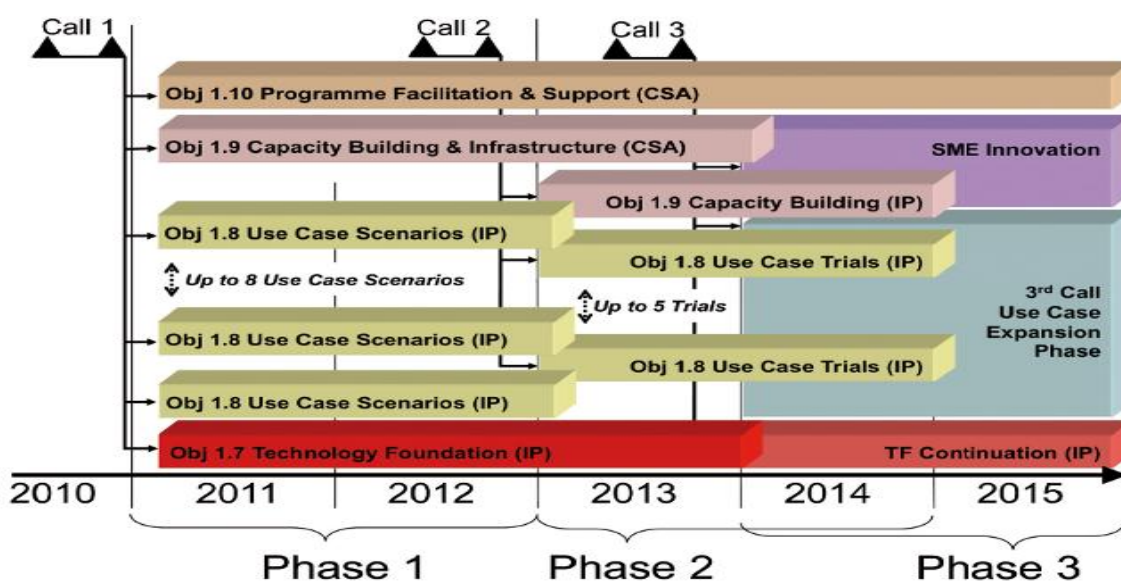 Call 1
Call 2
Call 3
Obj 1.10 Programme Facilitation & Support (CSA)
Obj 1.9 Capacity Building & Infrastructure (CSA)
SME Innovation
Obj 1.9 Capacity Building (IP)
Obj 1.8 Use Case Scenarios (IP)
Obj 1.8 Use Case Trials (IP)
Up to 8 Use Case Scenarios
Up to 5 Trials
3rd Call
Use Case
Expansion
Phase
Obj 1.8 Use Case Scenarios (IP)
Obj 1.8 Use Case Trials (IP)
Obj 1.8 Use Case Scenarios (IP)
Obj 1.7 Technology Foundation (IP)
TF Continuation (IP)
2010
2011
2012
2013
2014
2015
Phase 1
Phase 2
Phase 3